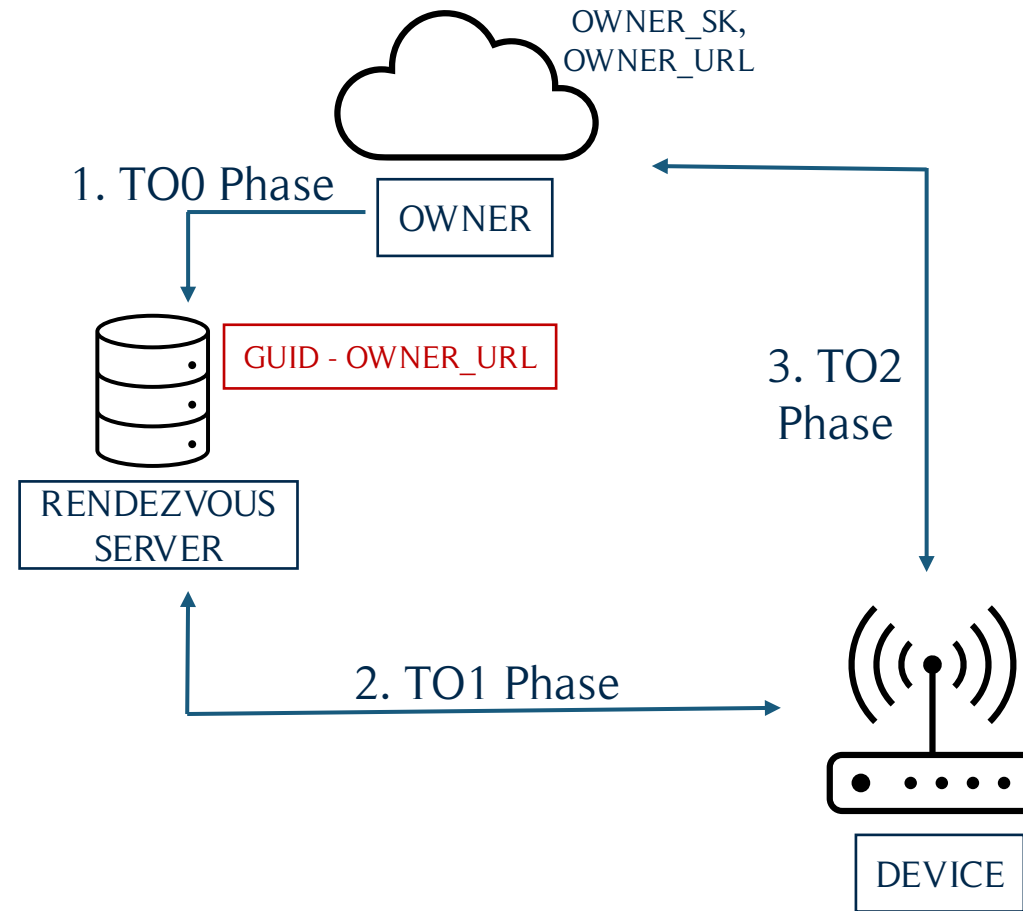 OWNER_SK,
OWNER_URL
1. TO0 Phase
OWNER
GUID - OWNER_URL
3. TO2
Phase
RENDEZVOUS
SERVER
2. TO1 Phase
DEVICE